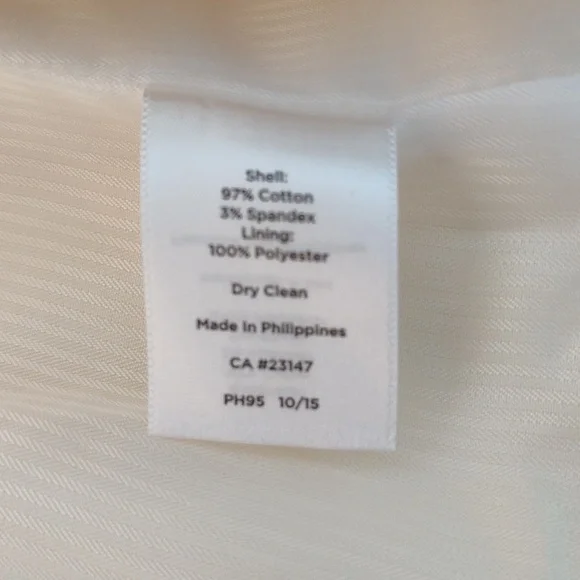 Shell:
97% Cotton
3% Spandex
Lining:
100% Polyester
Dry Clean
Made In Philippines
CA #23147
PH95 10/15